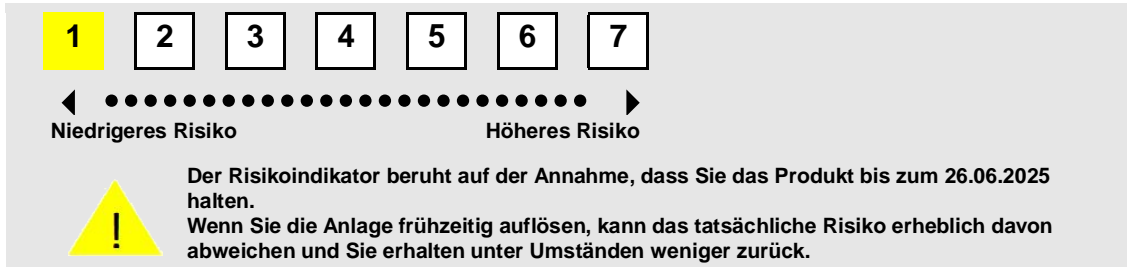 1 2 3 4 5 6 7
Niedrigeres Risiko Höheres Risiko
Der Risikoindikator beruht auf der Annahme, dass Sie das Produkt bis zum 26.06.2025
halten.
Wenn Sie die Anlage frühzeitig auflösen, kann das tatsächliche Risiko erheblich davon
abweichen und Sie erhalten unter Umständen weniger zurück.
!